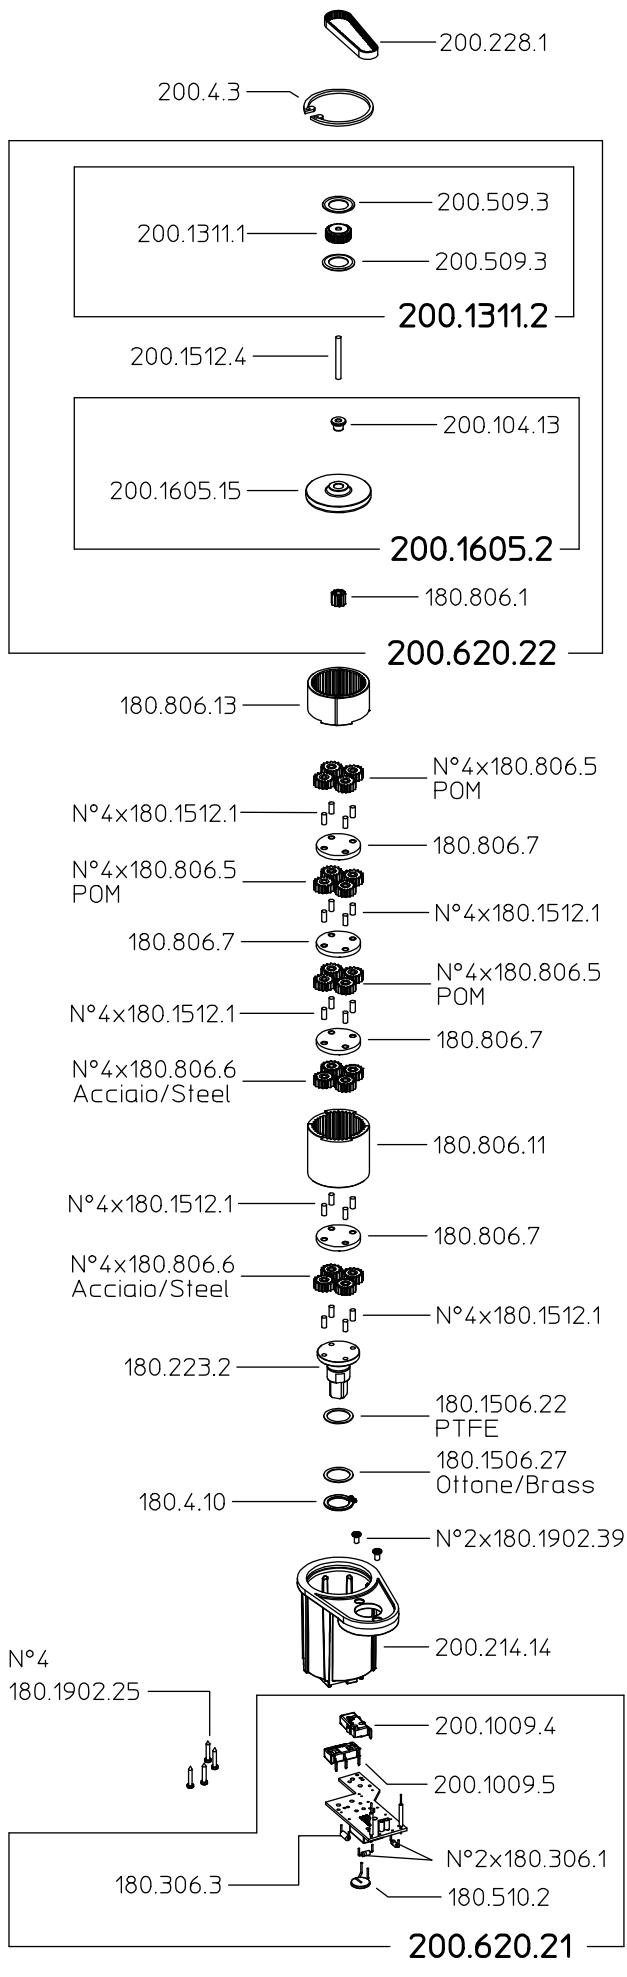 200.228.1
200.4.3
200.509.3
200.1311.1
200.509.3
200.1311.2
200.1512.4
200.104.13
200.1605.15
200.1605.2
180.806.1
200.620.22
180.806.13
N°4x180.806.5
POM
N°4x180.1512.1
180.806.7
N°4x180.806.5
POM
N°4x180.1512.1
180.806.7
N°4x180.806.5
POM
N°4x180.1512.1
180.806.7
N°4x180.806.6
Acciaio/Steel
180.806.11
N°4x180.1512.1
180.806.7
N°4x180.806.6
Acciaio/Steel
N°4x180.1512.1
180.223.2
180.1506.22
PTFE
180.1506.27
Ottone/Brass
180.4.10
N°2x180.1902.39
200.214.14
N°4
180.1902.25
200.1009.4
200.1009.5
N°2x180.306.1
180.306.3
180.510.2
200.620.21